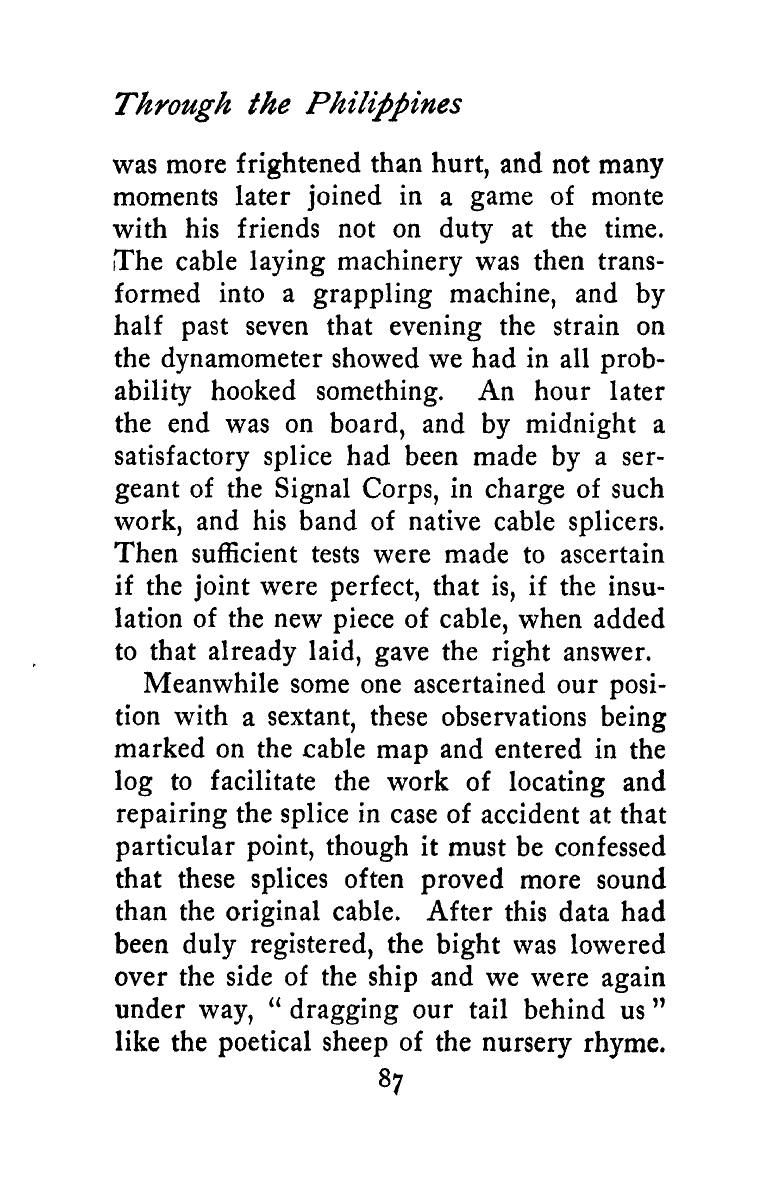 Through the Philippines
was more frightened than hurt, and not many
moments later joined in a game of monte
with his friends not on duty at the time.
The cable laying machinery was then trans-
formed into a grappling machine, and by
half past seven that evening the strain on
the dynamometer showed we had in all prob-
ability hooked something. An hour later
the end was on board, and by midnight a
satisfactory splice had been made by a ser-
geant of the Signal Corps, in charge of such
work, and his band of native cable splicers.
Then sufficient tests were made to ascertain
if the joint were perfect, that is, if the insu-
lation of the new piece of cable, when added
to that already laid, gave the right answer.
Meanwhile some one ascertained our posi-
tion with a sextant, these observations being
marked on the cable map and entered in the
log to facilitate the work of locating and
repairing the splice in case of accident at that
particular point, though it must be confessed
that these splices often proved more sound
than the original cable. After this data had
been duly registered, the bight was lowered
over the side of the ship and we were again
under way, “ dragging our tail behind us ”
like the poetical sheep of the nursery rhyme.
87